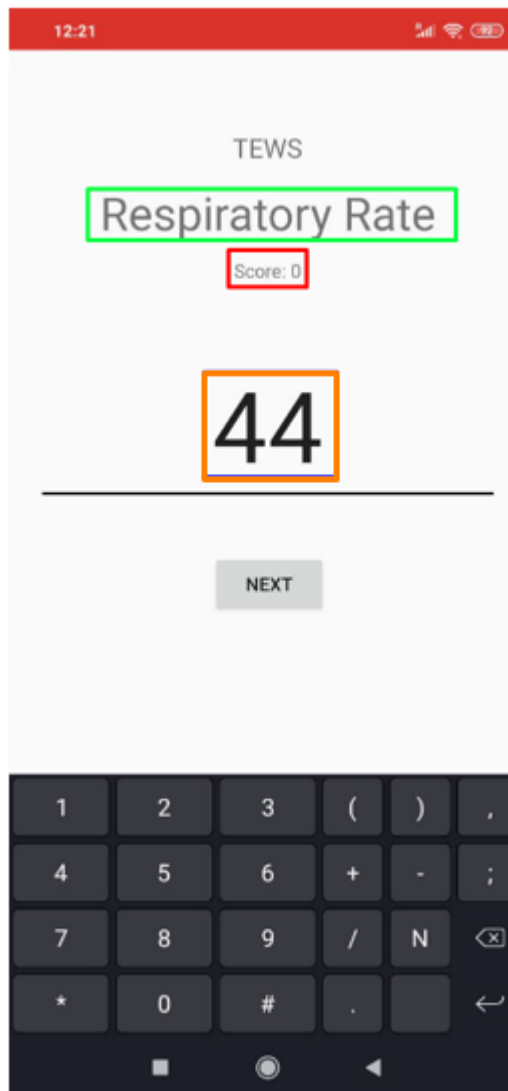 12:21
92
TEWS
Respiratory Rate
Score: 0
44
NEXT
1 2 3 ( ) ,
4 5 6 + - ;
7 8 9 / N
* 0 # .